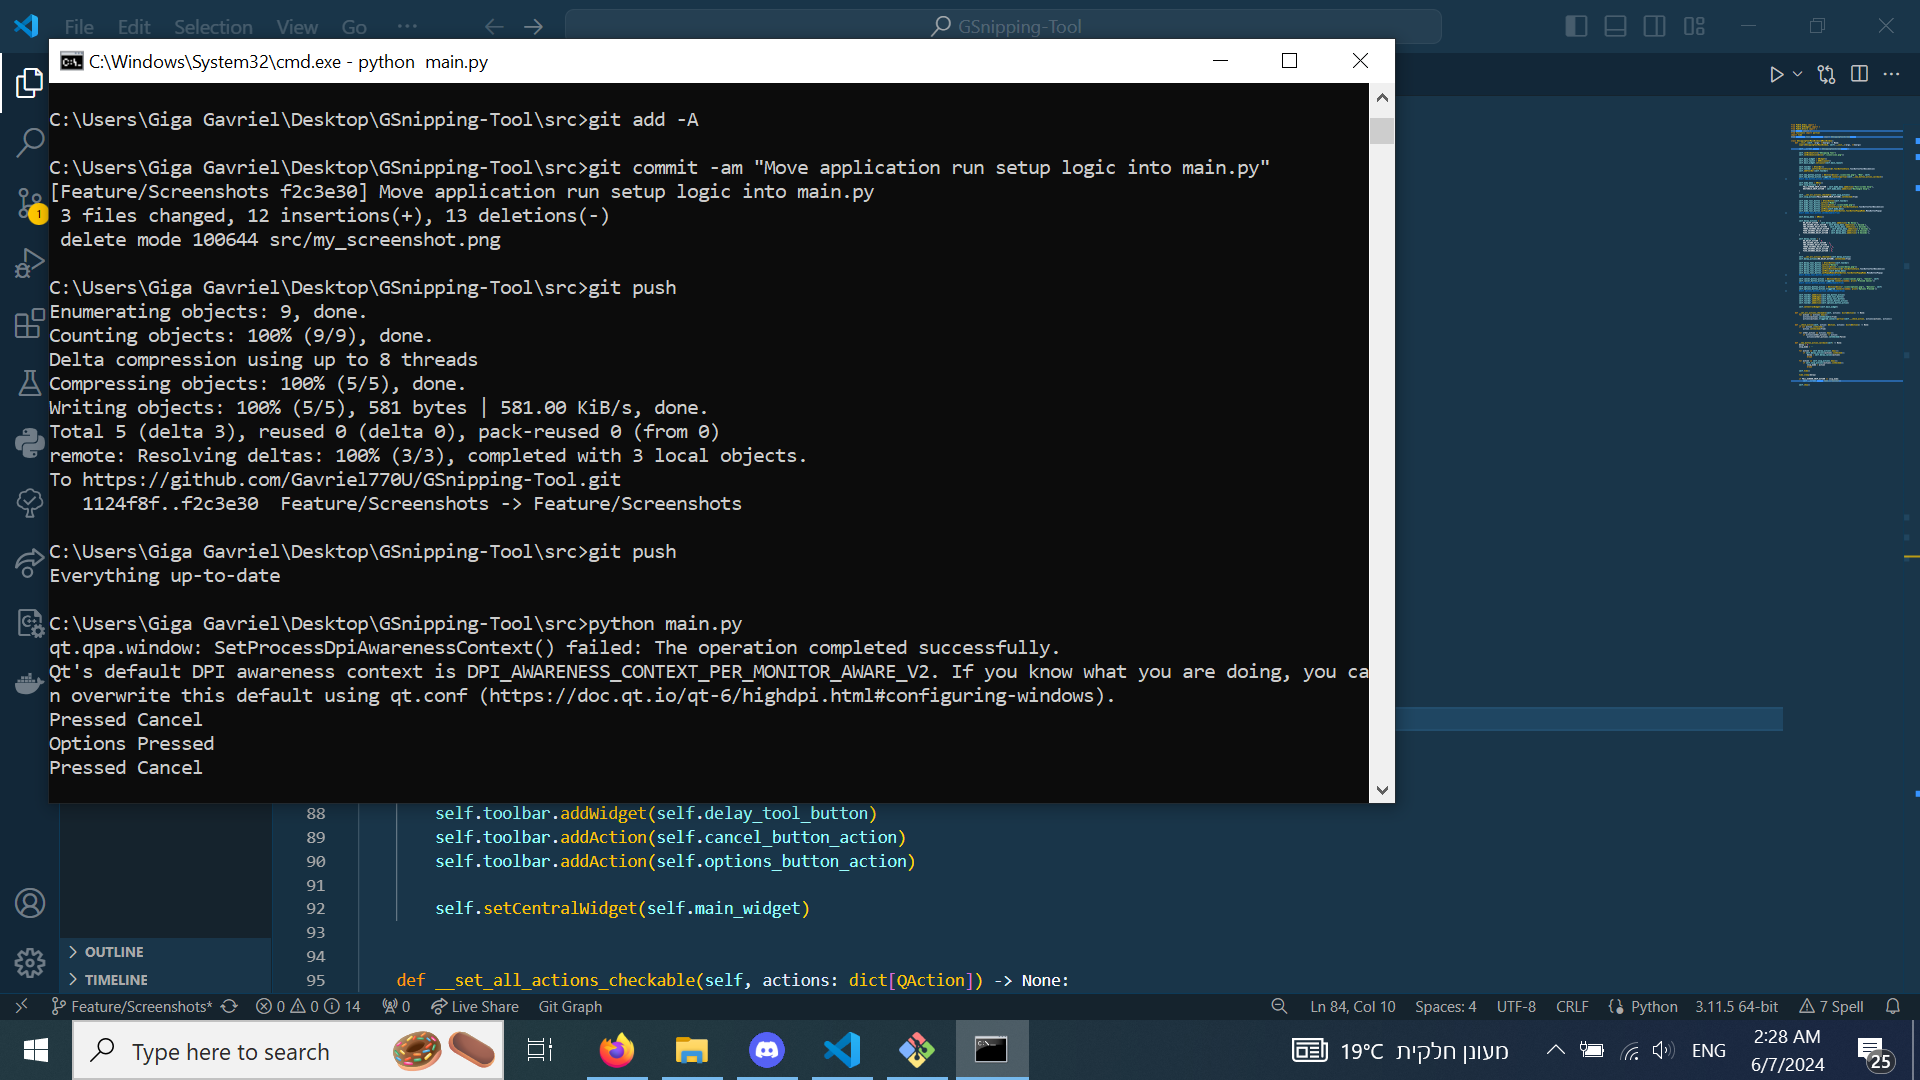 File Edit Selection View Go ··· GSnipping-Tool
C:\Windows\System32\cmd.exe - python  main.py
C:\Users\Giga Gavriel\Desktop\GSnipping-Tool\src>git add -A
C:\Users\Giga Gavriel\Desktop\GSnipping-Tool\src>git commit -am "Move application run setup logic into main.py"
[Feature/Screenshots f2c3e30] Move application run setup logic into main.py
3 files changed, 12 insertions(+), 13 deletions(-)
delete mode 100644 src/my_screenshot.png
C:\Users\Giga Gavriel\Desktop\GSnipping-Tool\src>git push
Enumerating objects: 9, done.
Counting objects: 100% (9/9), done.
Delta compression using up to 8 threads
Compressing objects: 100% (5/5), done.
Writing objects: 100% (5/5), 581 bytes | 581.00 KiB/s, done.
Total 5 (delta 3), reused 0 (delta 0), pack-reused 0 (from 0)
remote: Resolving deltas: 100% (3/3), completed with 3 local objects.
To https://github.com/Gavriel770U/GSnipping-Tool.git
1124f8f..f2c3e30  Feature/Screenshots -> Feature/Screenshots
C:\Users\Giga Gavriel\Desktop\GSnipping-Tool\src>git push
Everything up-to-date
C:\Users\Giga Gavriel\Desktop\GSnipping-Tool\src>python main.py
qt.qpa.window: SetProcessDpiAwarenessContext() failed: The operation completed successfully.
Qt's default DPI awareness context is DPI_AWARENESS_CONTEXT_PER_MONITOR_AWARE_V2. If you know what you are doing, you ca
n overwrite this default using qt.conf (https://doc.qt.io/qt-6/highdpi.html#configuring-windows).
Pressed Cancel
Options Pressed
Pressed Cancel
1
88 self.toolbar.addWidget(self.delay_tool_button)
89 self.toolbar.addAction(self.cancel_button_action)
90 self.toolbar.addAction(self.options_button_action)
91
92 self.setCentralWidget(self.main_widget)
93
94
95 def __set_all_actions_checkable(self, actions: dict[QAction]) -> None:
OUTLINE
TIMELINE
Feature/Screenshots* 0 0 14 0 Live Share Git Graph Ln 84, Col 10 Spaces: 4 UTF-8 CRLF Python 3.11.5 64-bit 7 Spell
Type here to search
19°C מעונן חלקית ENG
2:28 AM
6/7/2024
25